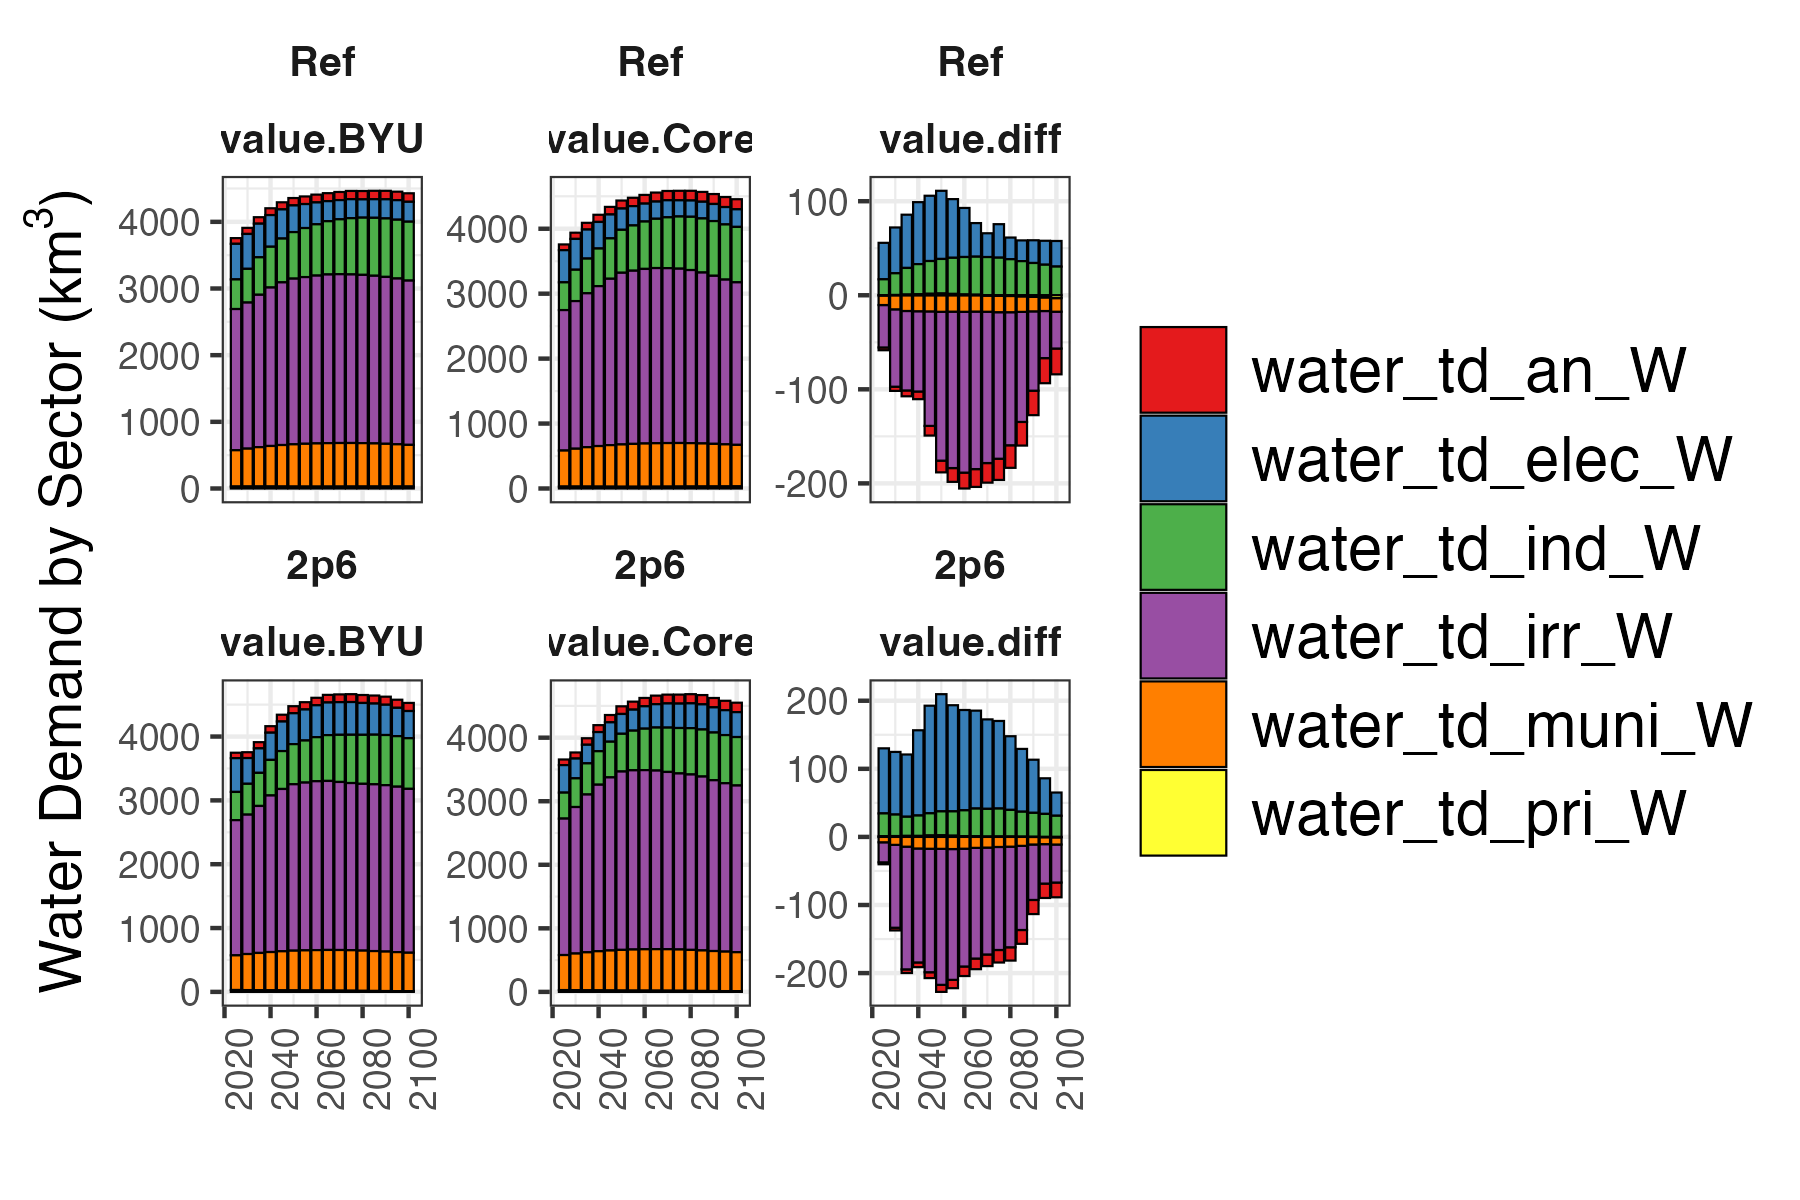 Water Demand by Sector (km³)
Ref Ref Ref
value.BYU value.Core value.diff
4000
3000
2000
1000
0
4000
3000
2000
1000
0
100
0
-100
-200
2p6 2p6 2p6
value.BYU value.Core value.diff
4000
3000
2000
1000
0
4000
3000
2000
1000
0
200
100
0
-100
-200
2020 2040 2060 2080 2100
2020 2040 2060 2080 2100
2020 2040 2060 2080 2100
water_td_an_W
water_td_elec_W
water_td_ind_W
water_td_irr_W
water_td_muni_W
water_td_pri_W